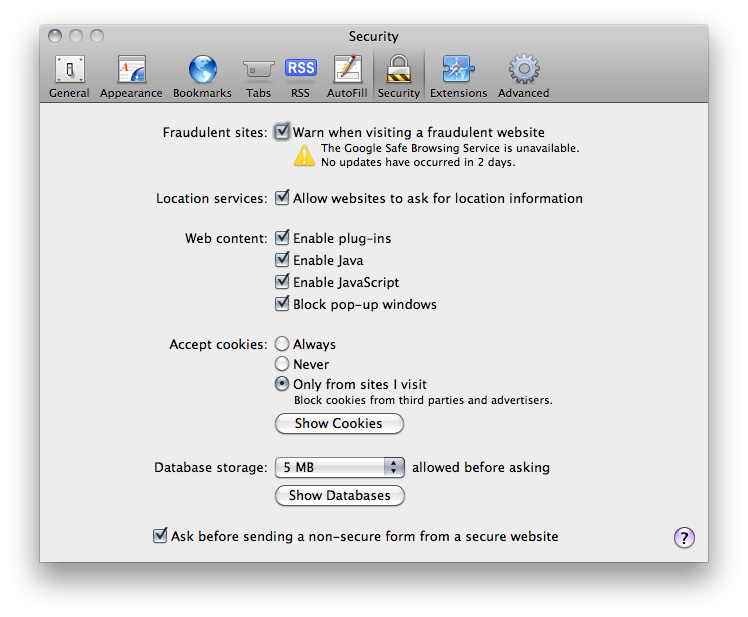 Security
General Appearance Bookmarks Tabs RSS RSS AutoFill Security Extensions Advanced
Fraudulent sites: Warn when visiting a fraudulent website
The Google Safe Browsing Service is unavailable.
No updates have occurred in 2 days.
Location services: Allow websites to ask for location information
Web content: Enable plug-ins
Enable Java
Enable JavaScript
Block pop-up windows
Accept cookies: Always
Never
Only from sites I visit
Block cookies from third parties and advertisers.
Show Cookies
Database storage: 5 MB allowed before asking
Show Databases
Ask before sending a non-secure form from a secure website ?